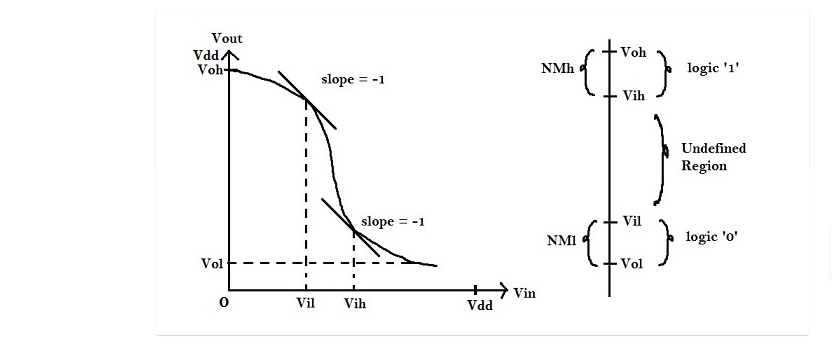 Vout
Vdd
Voh
slope = -1
slope = -1
Vol
0
Vil
Vih
Vdd
Vin
Voh
NMh
logic '1'
Vih
Undefined
Region
Vil
NMl
logic '0'
Vol